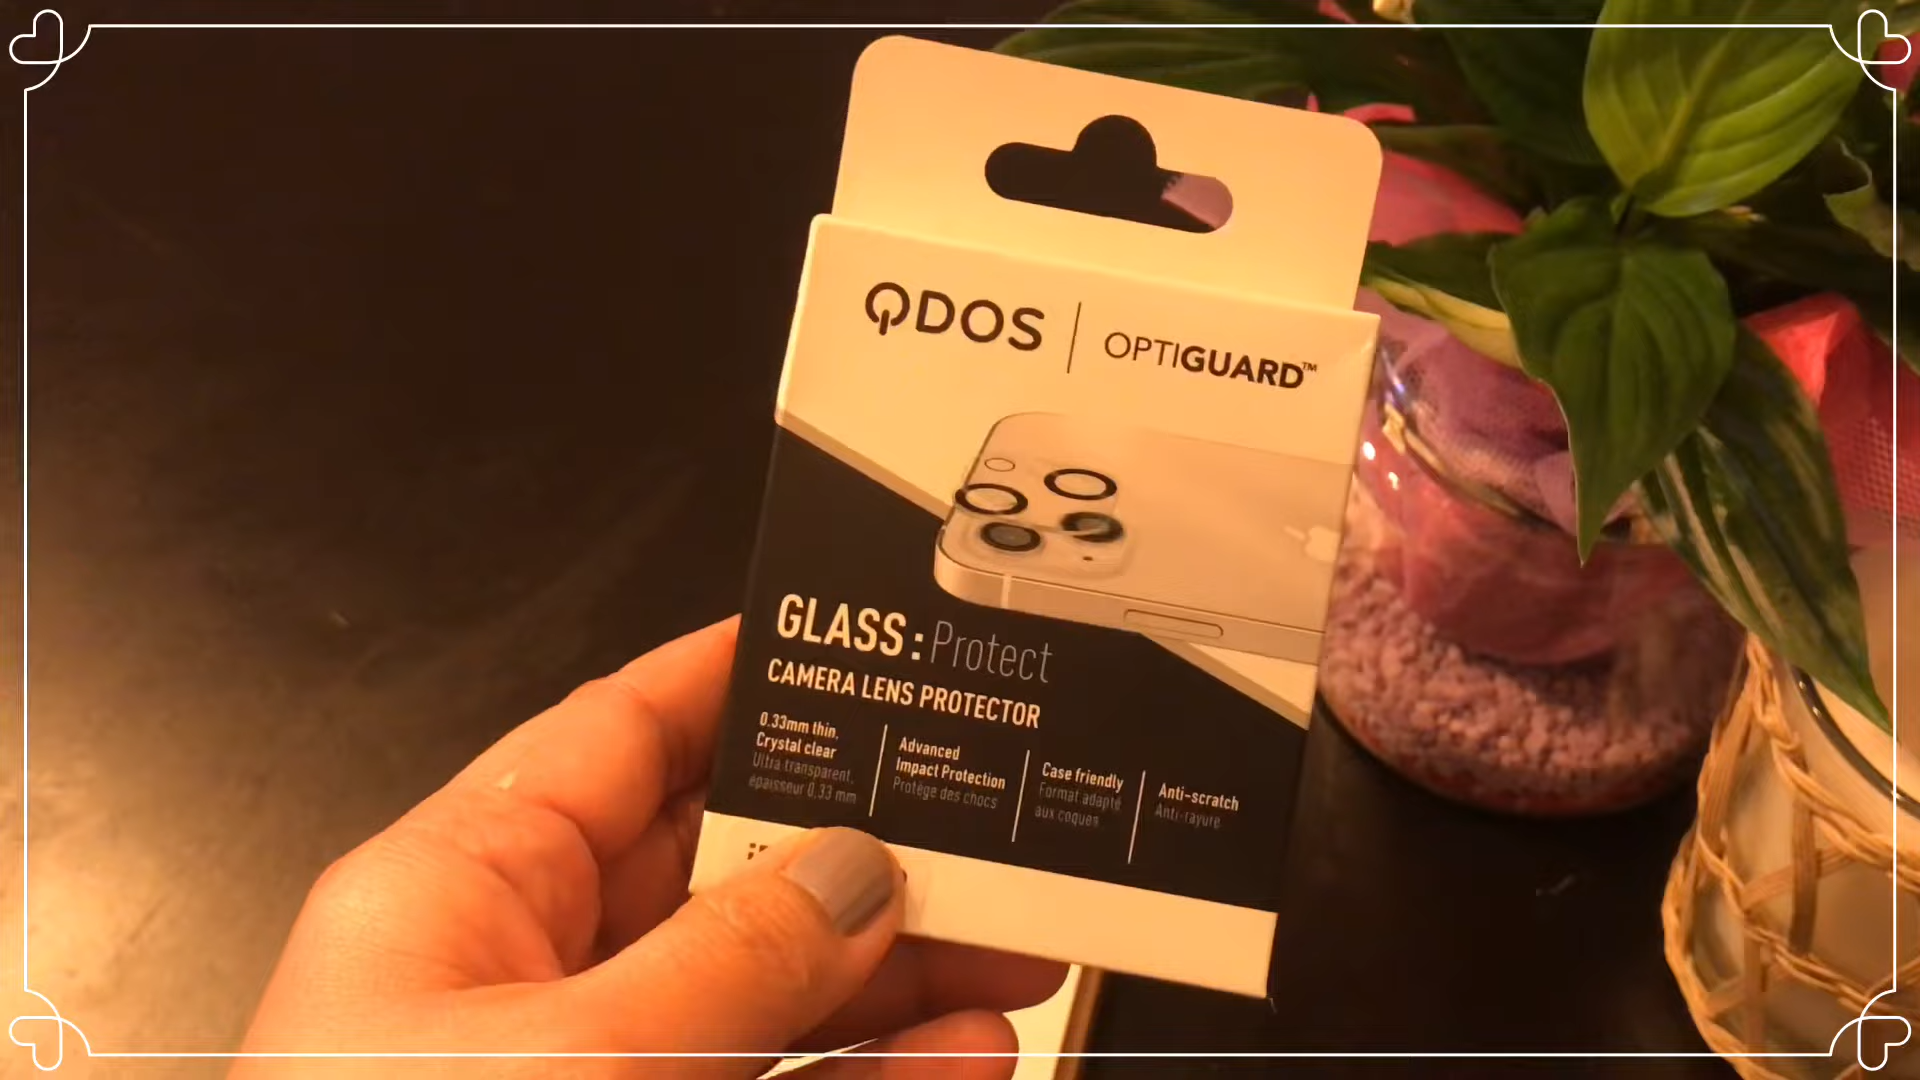 QDOS | OPTIGUARD™
GLASS: Protect
CAMERA LENS PROTECTOR
0.33mm thin,
Crystal clear
Ultra transparent,
épaisseur 0,33 mm
Advanced
Impact Protection
Protège des chocs
Case friendly
Format adapté
aux coques
Anti-scratch
Anti-rayure